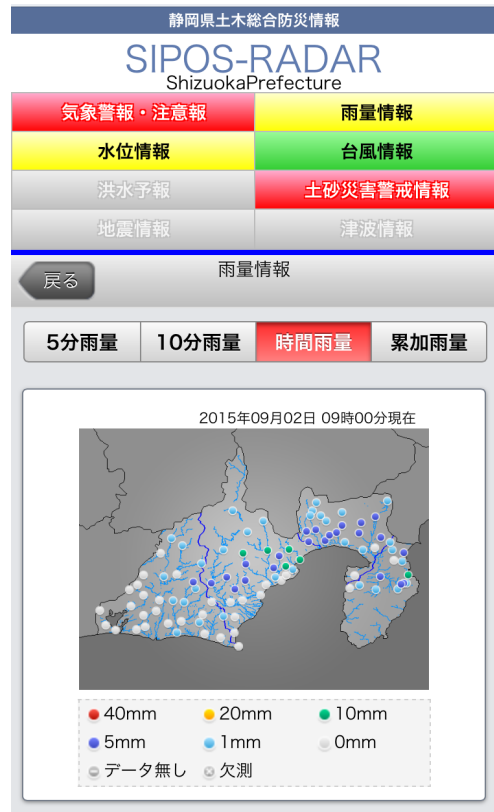 静岡県土木総合防災情報
SIPOS-RADAR
ShizuokaPrefecture
気象警報・注意報
雨量情報
水位情報
台風情報
洪水予報
土砂災害警戒情報
地震情報
津波情報
戻る
雨量情報
5分雨量
10分雨量
時間雨量
累加雨量
2015年09月02日 09時00分現在
40mm
20mm
10mm
5mm
1mm
0mm
データ無し
欠測